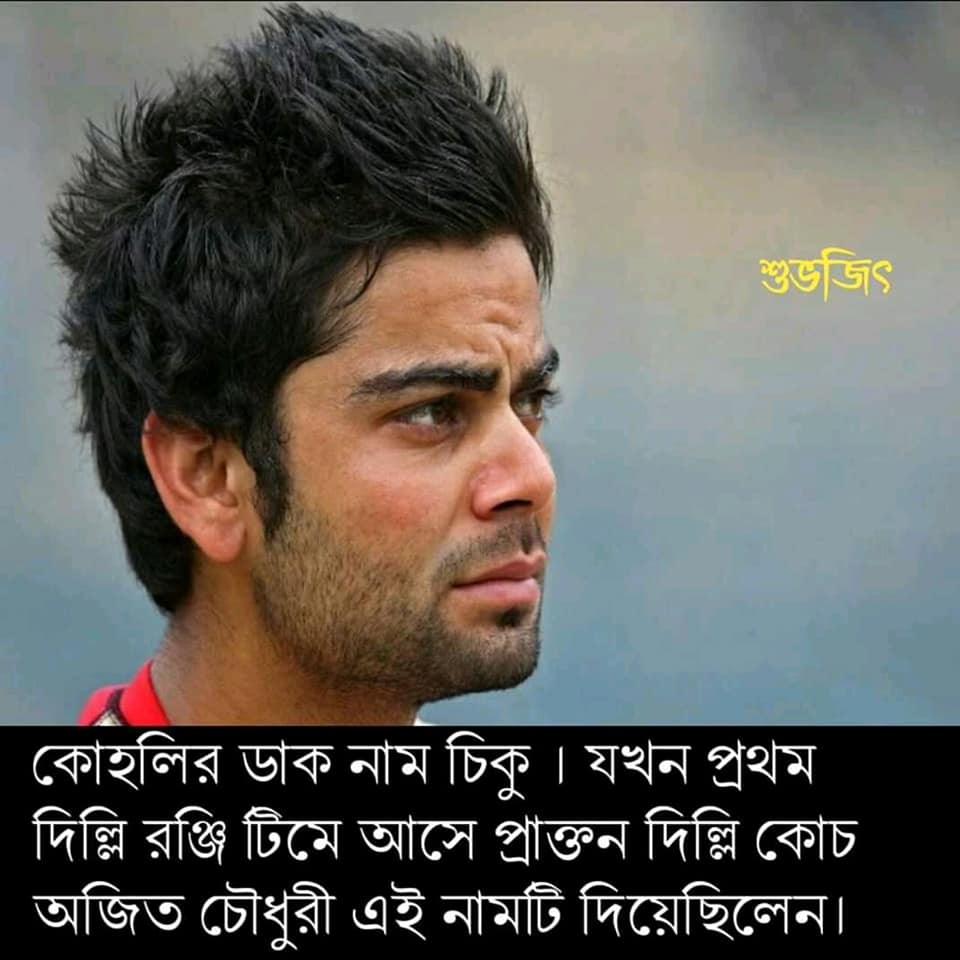 শুভজিৎ
কোহলির ডাক নাম চিকু । যখন প্রথম
দিল্লি রঞ্জি টিমে আসে প্রাক্তন দিল্লি কোচ
অজিত চৌধুরী এই নামটি দিয়েছিলেন।